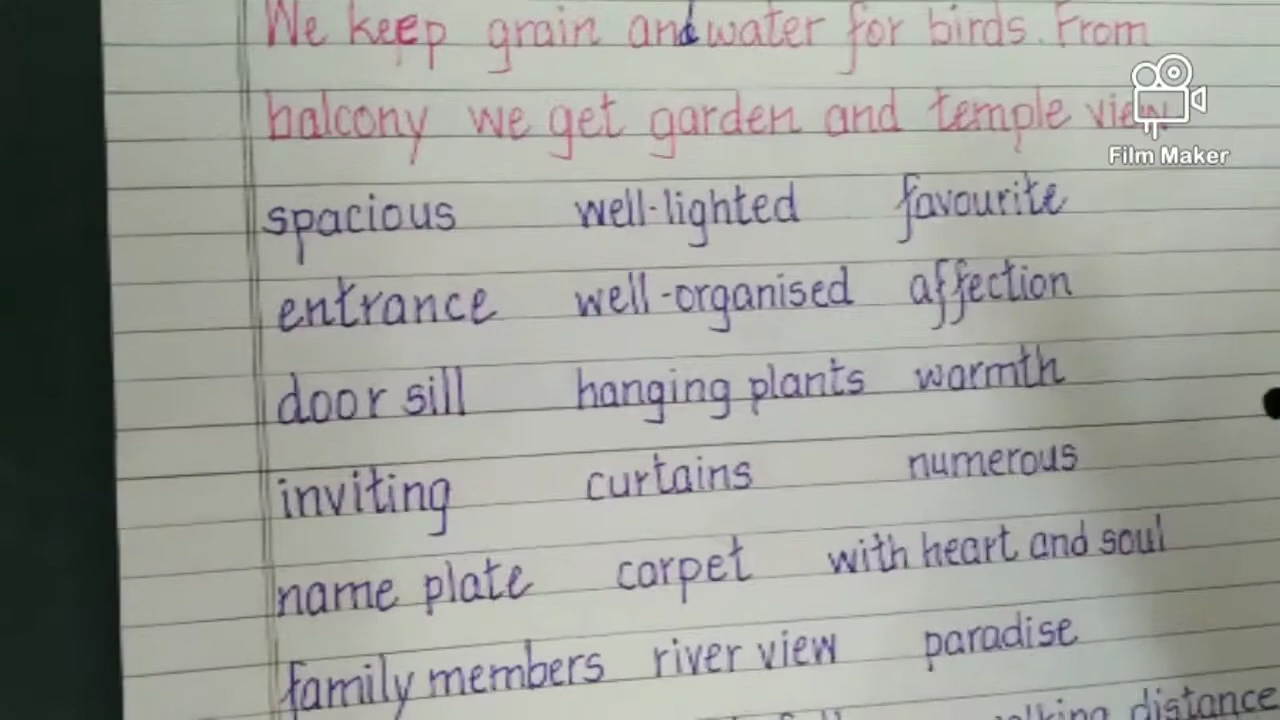 We keep grain and water for birds. From
balcony we get garden and temple view.
Film Maker
spacious well-lighted favourite
entrance well-organised affection
door sill hanging plants warmth
inviting curtains numerous
name plate carpet with heart and soul
family members river view paradise
distance